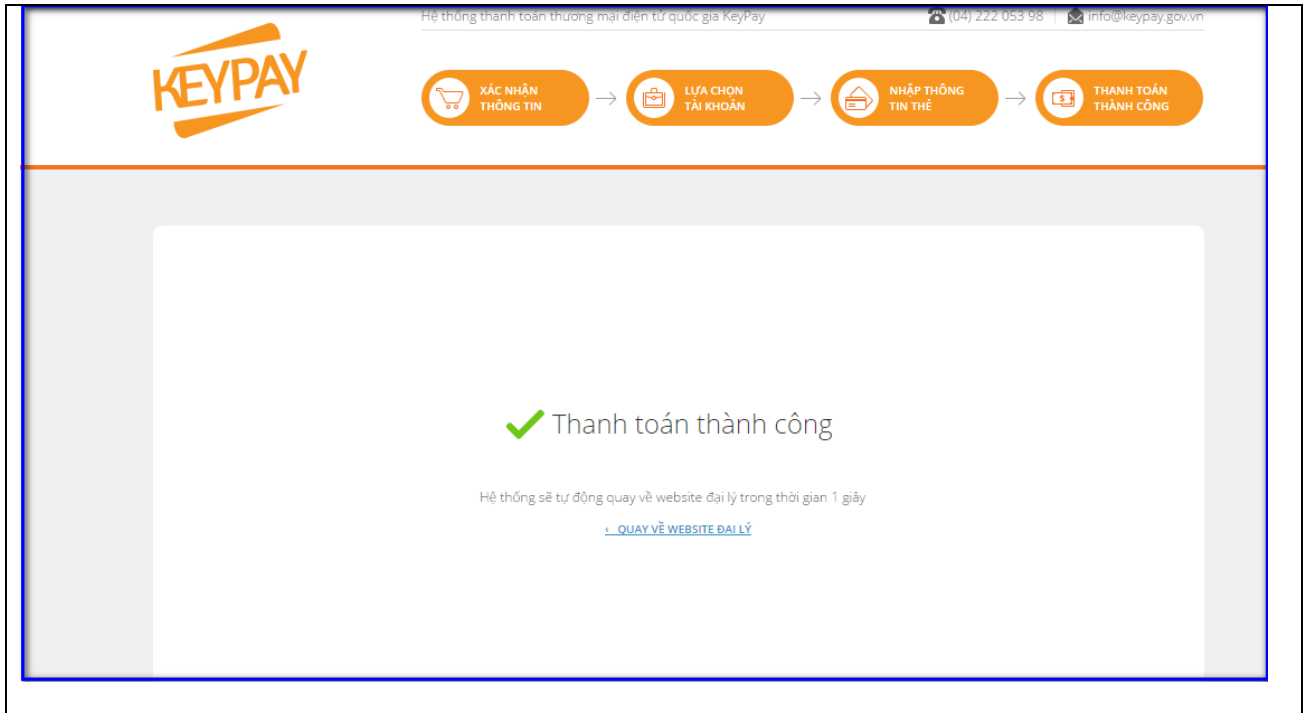 Hệ thống thanh toán thương mại điện tử quốc gia KeyPay
(04) 222 053 98
info@keypay.gov.vn
KEYPAY
XÁC NHẬN
THÔNG TIN
LỰA CHỌN
TÀI KHOẢN
NHẬP THÔNG
TIN THẺ
THANH TOÁN
THÀNH CÔNG
Thanh toán thành công
Hệ thống sẽ tự động quay về website đại lý trong thời gian 1 giây
‹ QUAY VỀ WEBSITE ĐẠI LÝ